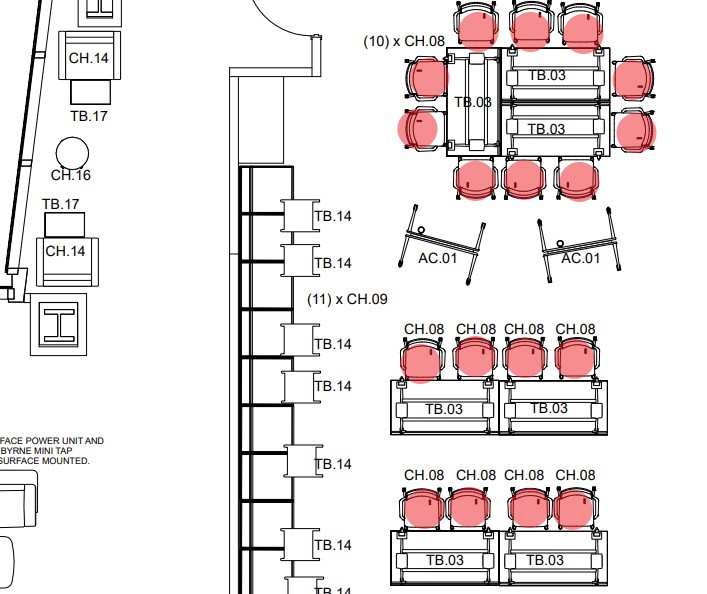 (10) x CH.08
CH.14
TB.03
TB.03
TB.17
TB.03
CH.16
TB.17
TB.14
CH.14
AC.01
AC.01
TB.14
(11) x CH.09
CH.08 CH.08 CH.08 CH.08
TB.14
TB.14
TB.03
TB.03
FACE POWER UNIT AND
BYRNE MINI TAP
SURFACE MOUNTED.
TB.14
CH.08 CH.08 CH.08 CH.08
TB.14
TB.03
TB.03
TB.14